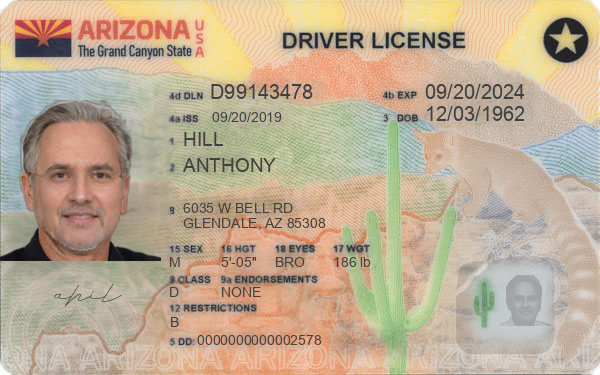 ARIZONA USA
The Grand Canyon State
DRIVER LICENSE
4d DLN D99143478
4b EXP 09/20/2024
4a ISS 09/20/2019
3 DOB 12/03/1962
1 HILL
2 ANTHONY
8 6035 W BELL RD
GLENDALE, AZ 85308
15 SEX 16 HGT 18 EYES 17 WGT
M 5'-05" BRO 186 lb
9 CLASS 9a ENDORSEMENTS
D NONE
12 RESTRICTIONS
B
5 DD: 0000000000002578
ARIZONA ARIZONA ARIZONA ARIZONA